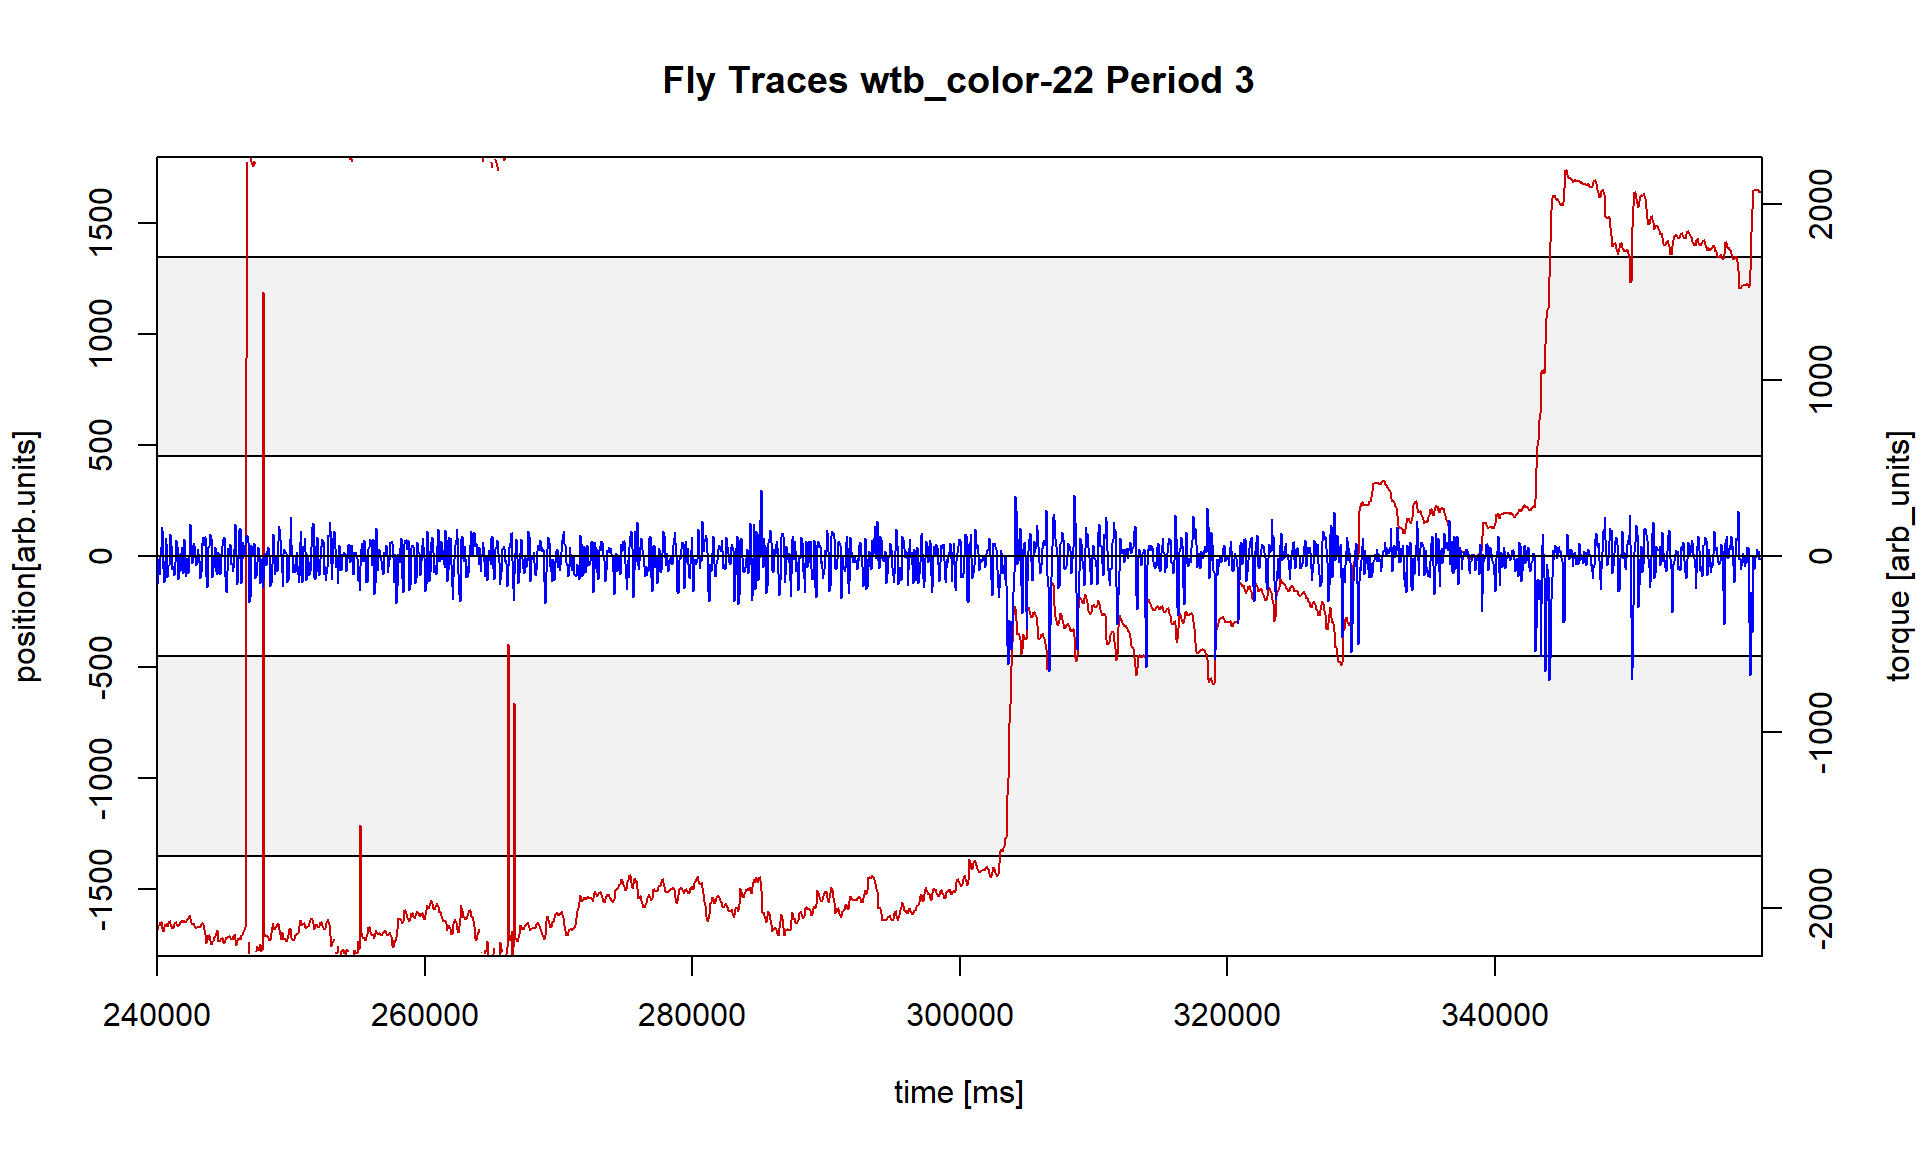 Fly Traces wtb_color-22 Period 3
position[arb.units]
1500
1000
500
0
-500
-1000
-1500
2000
1000
0
-1000
-2000
torque [arb_units]
240000 260000 280000 300000 320000 340000
time [ms]